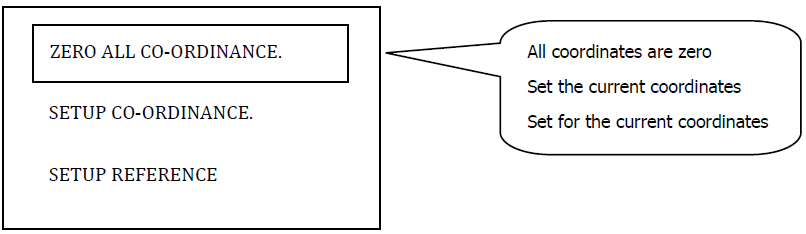 ZERO ALL CO-ORDINANCE.
SETUP CO-ORDINANCE.
SETUP REFERENCE
All coordinates are zero
Set the current coordinates
Set for the current coordinates